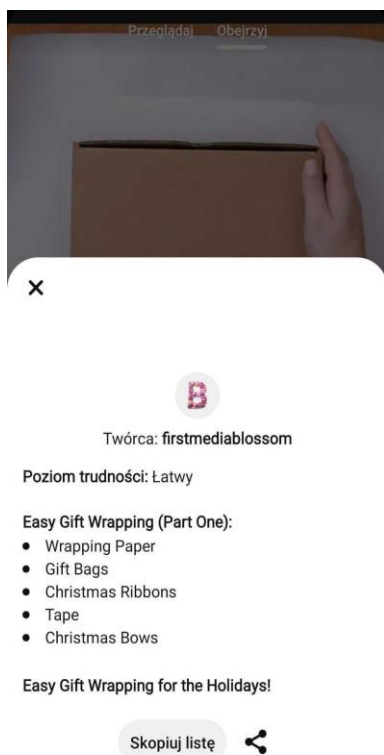 Przeglądaj Obejrzyj
B
Twórca: firstmediablossom
Poziom trudności: Łatwy
Easy Gift Wrapping (Part One):
Wrapping Paper
Gift Bags
Christmas Ribbons
Tape
Christmas Bows
Easy Gift Wrapping for the Holidays!
Skopiuj listę